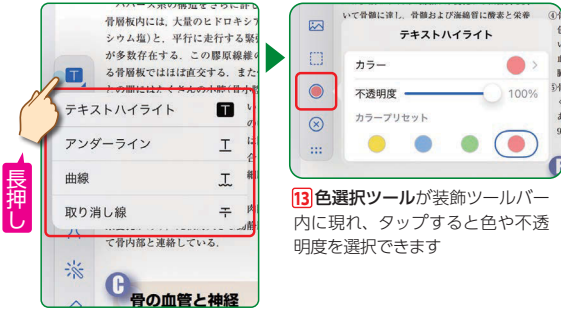 骨層板内には、大量のヒドロキシ
シウム塩)と、平行に走行する緊
が多数存在する。この膠原線維
る骨層板ではほぼ直交する。また
T
テキストハイライト T
アンダーライン T
曲線 T
取り消し線
て骨内部と連絡している。
C
骨の血管と神経
長押し
いて骨髄に達し、骨髄および海綿質に酸素と栄養
テキストハイライト
カラー
不透明度 100%
カラープリセット
13 色選択ツールが装飾ツールバー
内に現れ、タップすると色や不透
明度を選択できます